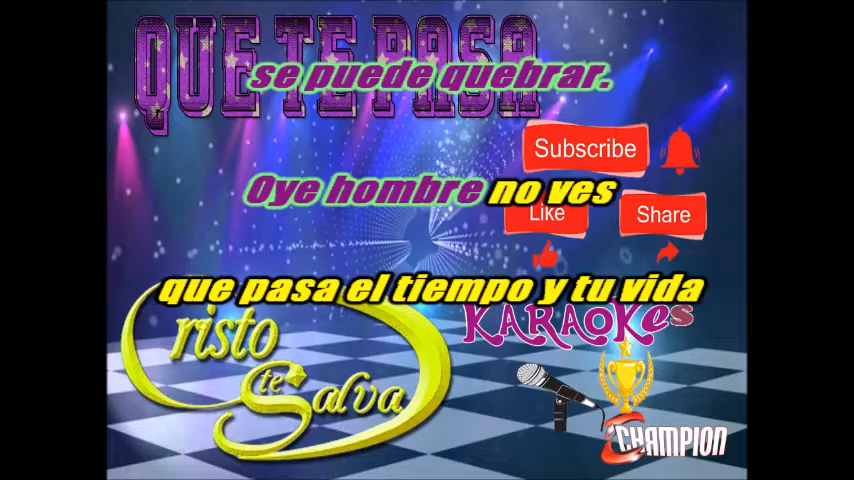 QUE TE PASA
se puede quebrar.
Subscribe
Oye hombre no ves
Like
Share
que pasa el tiempo y tu vida
KARAOKES
Cristo
te
Salva
CHAMPION